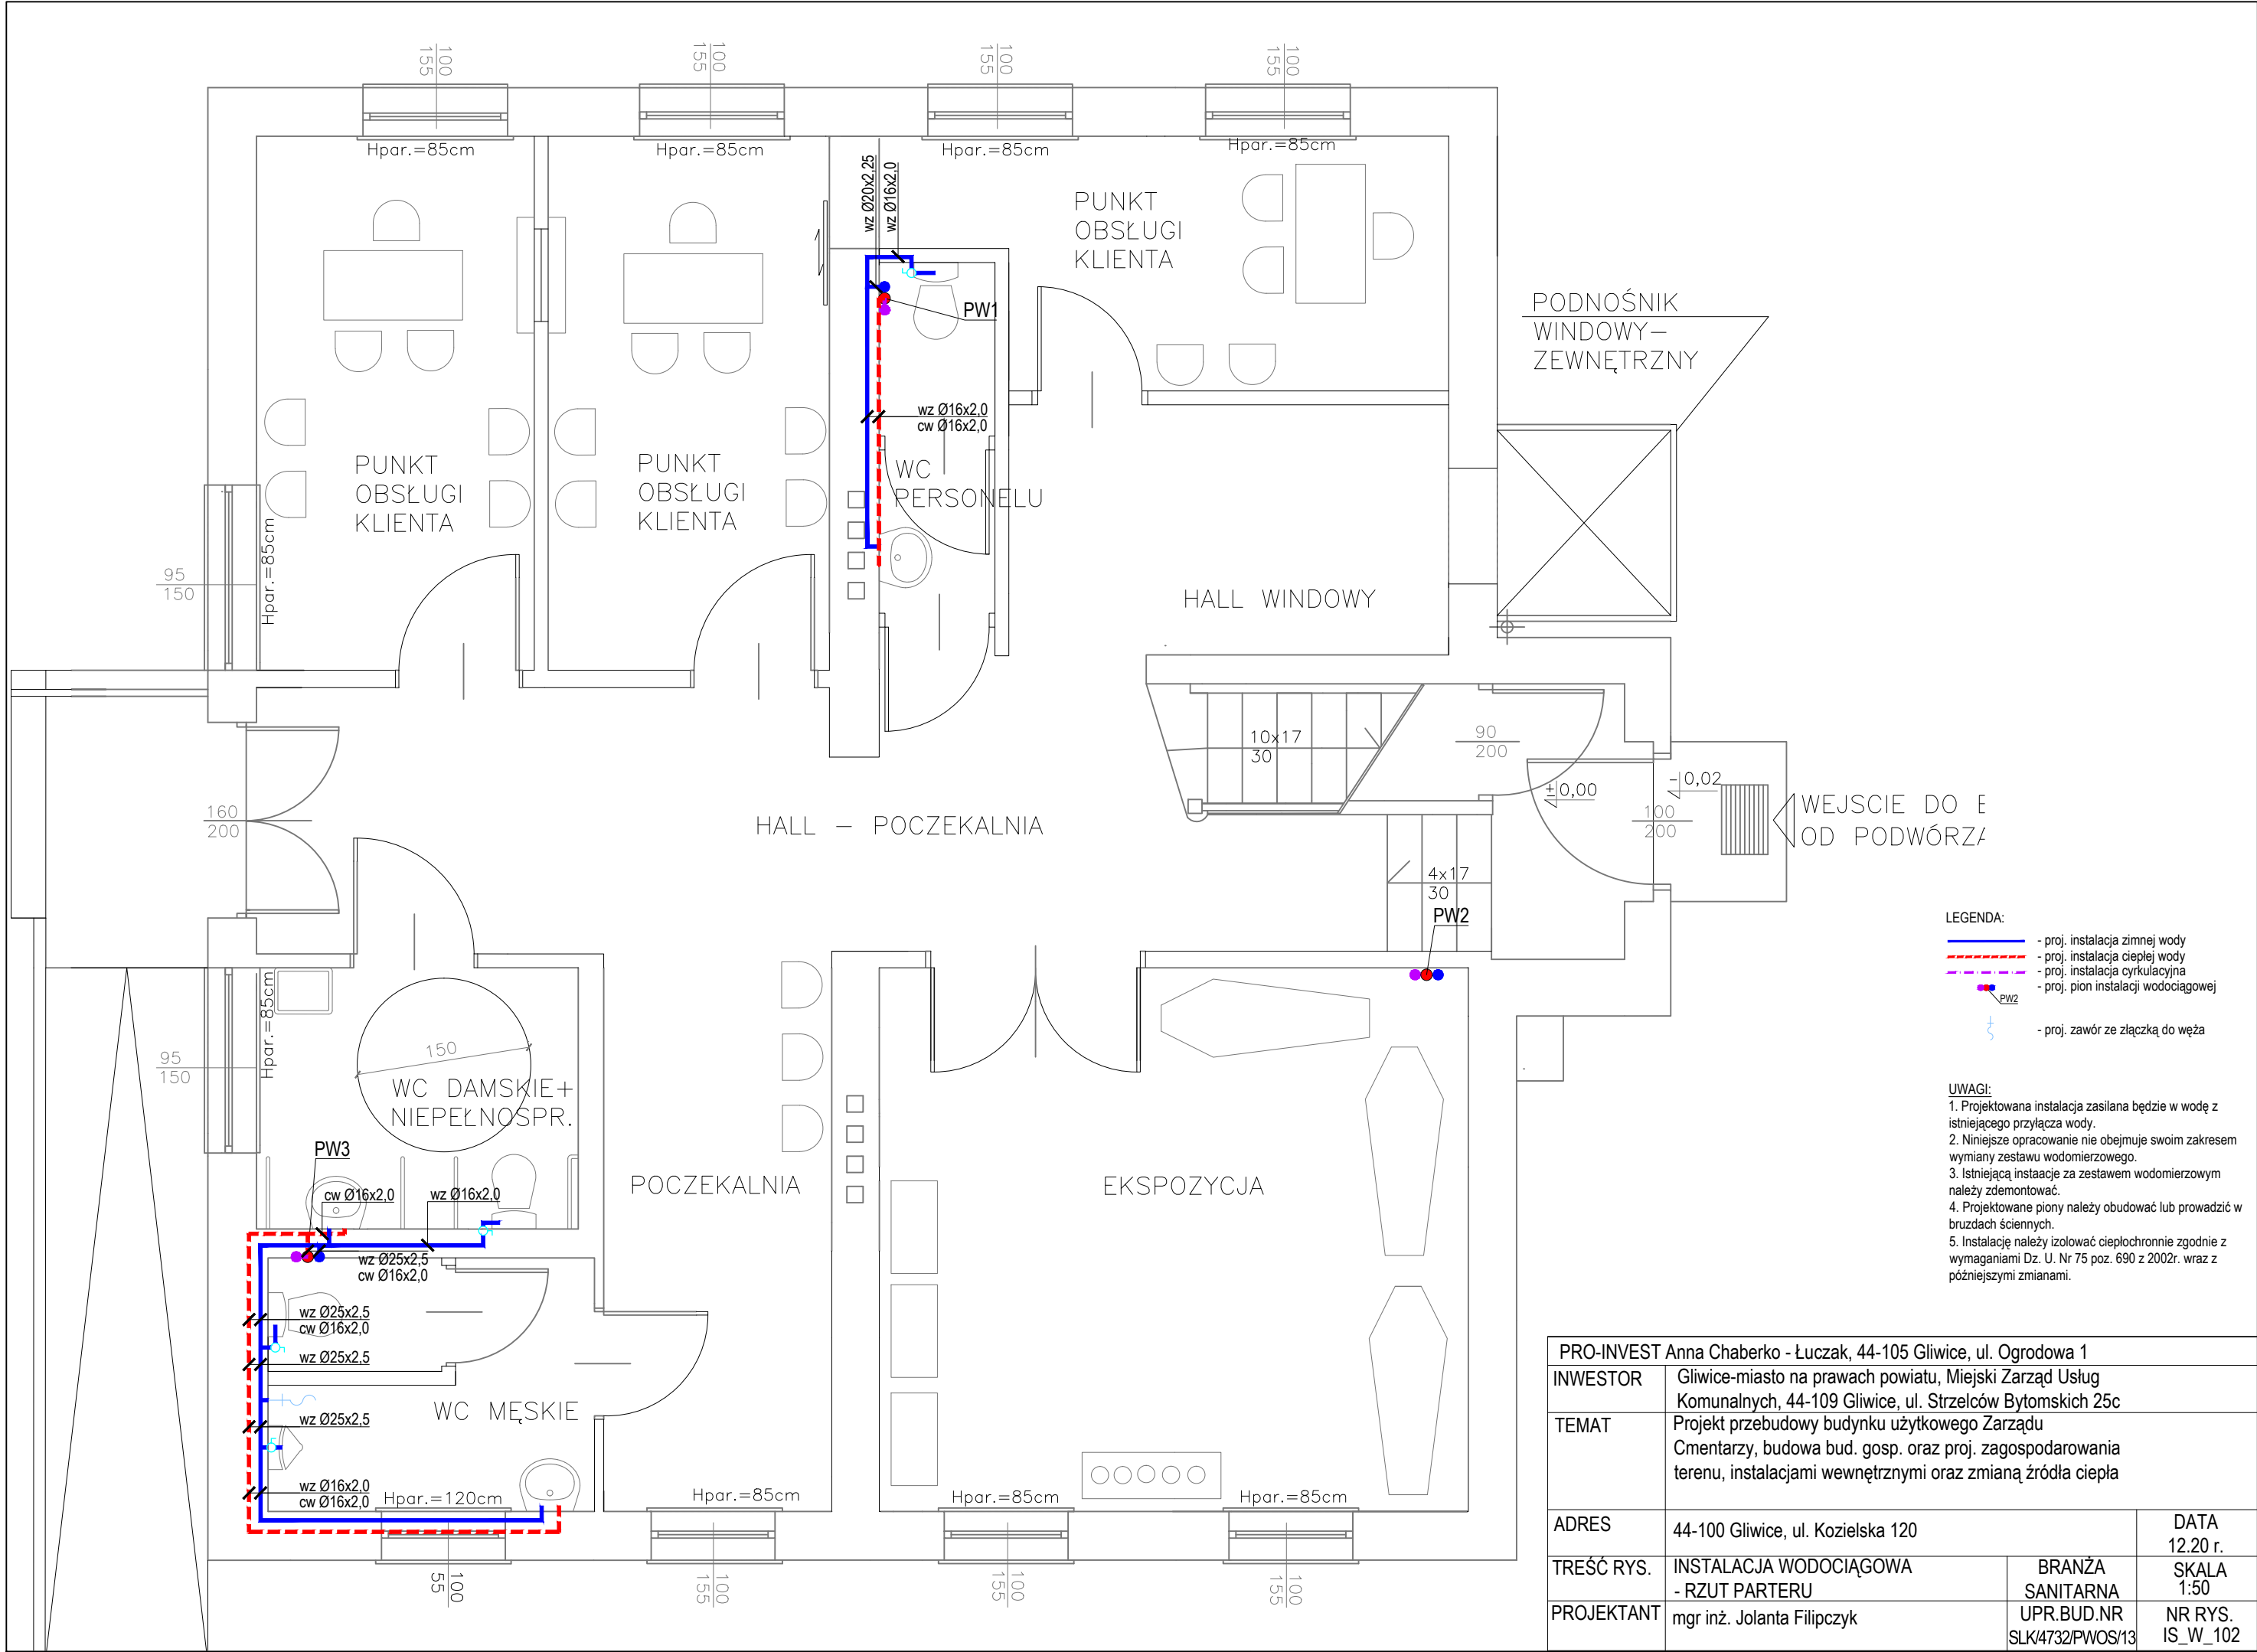 100
155
100
155
100
155
100
155
Hpar.=85cm
Hpar.=85cm
Hpar.=85cm
Hpar.=85cm
wz Ø20x2,25
wz Ø16x2,0
PUNKT
OBSŁUGI
KLIENTA
PW1
PODNOŚNIK
WINDOWY–
ZEWNĘTRZNY
wz Ø16x2,0
cw Ø16x2,0
PUNKT
OBSŁUGI
KLIENTA
PUNKT
OBSŁUGI
KLIENTA
WC
PERSONELU
Hpar.=85cm
95
150
HALL WINDOWY
10x17
30
90
200
±0,00
-0,02
100
200
WEJSCIE DO B
OD PODWÓRZA
160
200
HALL – POCZEKALNIA
4x17
30
PW2
Hpar.=85cm
95
150
150
WC DAMSKIE+
NIEPEŁNOSPR.
PW3
cw Ø16x2,0
wz Ø16x2,0
POCZEKALNIA
EKSPOZYCJA
wz Ø25x2,5
cw Ø16x2,0
wz Ø25x2,5
cw Ø16x2,0
wz Ø25x2,5
wz Ø25x2,5
WC MĘSKIE
wz Ø16x2,0
cw Ø16x2,0
Hpar.=120cm
Hpar.=85cm
Hpar.=85cm
Hpar.=85cm
100
55
100
155
100
155
100
155
LEGENDA:
- proj. instalacja zimnej wody
- proj. instalacja ciepłej wody
- proj. instalacja cyrkulacyjna
- proj. pion instalacji wodociągowej
PW2
- proj. zawór ze złączką do węża
UWAGI:
1. Projektowana instalacja zasilana będzie w wodę z
istniejącego przyłącza wody.
2. Niniejsze opracowanie nie obejmuje swoim zakresem
wymiany zestawu wodomierzowego.
3. Istniejącą instaacje za zestawem wodomierzowym
należy zdemontować.
4. Projektowane piony należy obudować lub prowadzić w
bruzdach ściennych.
5. Instalację należy izolować ciepłochronnie zgodnie z
wymaganiami Dz. U. Nr 75 poz. 690 z 2002r. wraz z
późniejszymi zmianami.
PRO-INVEST Anna Chaberko - Łuczak, 44-105 Gliwice, ul. Ogrodowa 1
INWESTOR
Gliwice-miasto na prawach powiatu, Miejski Zarząd Usług
Komunalnych, 44-109 Gliwice, ul. Strzelców Bytomskich 25c
TEMAT
Projekt przebudowy budynku użytkowego Zarządu
Cmentarzy, budowa bud. gosp. oraz proj. zagospodarowania
terenu, instalacjami wewnętrznymi oraz zmianą źródła ciepła
ADRES
44-100 Gliwice, ul. Kozielska 120
DATA
12.20 r.
TREŚĆ RYS.
INSTALACJA WODOCIĄGOWA
- RZUT PARTERU
BRANŻA
SANITARNA
SKALA
1:50
PROJEKTANT
mgr inż. Jolanta Filipczyk
UPR.BUD.NR
SLK/4732/PWOS/13
NR RYS.
IS_W_102